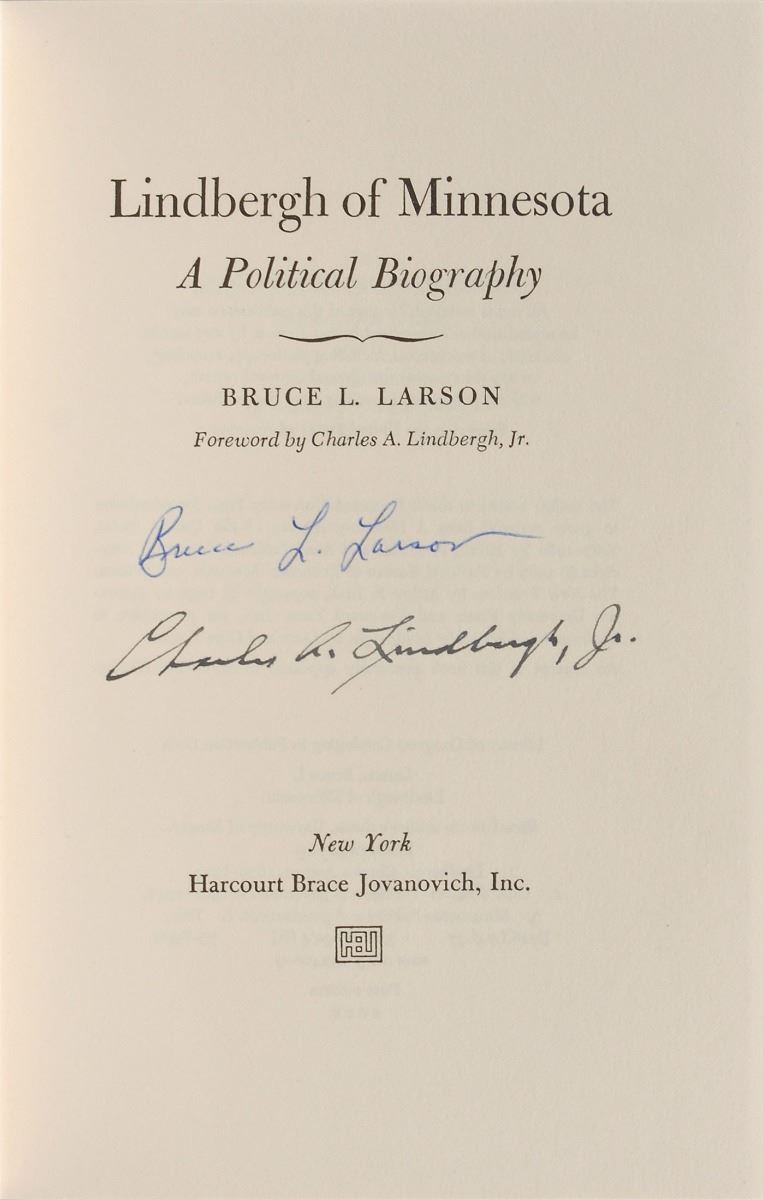 Lindbergh of Minnesota
A Political Biography
BRUCE L. LARSON
Foreword by Charles A. Lindbergh, Jr.
Bruce L. Larson
Charles A. Lindbergh, Jr.
New York
Harcourt Brace Jovanovich, Inc.
HBJ